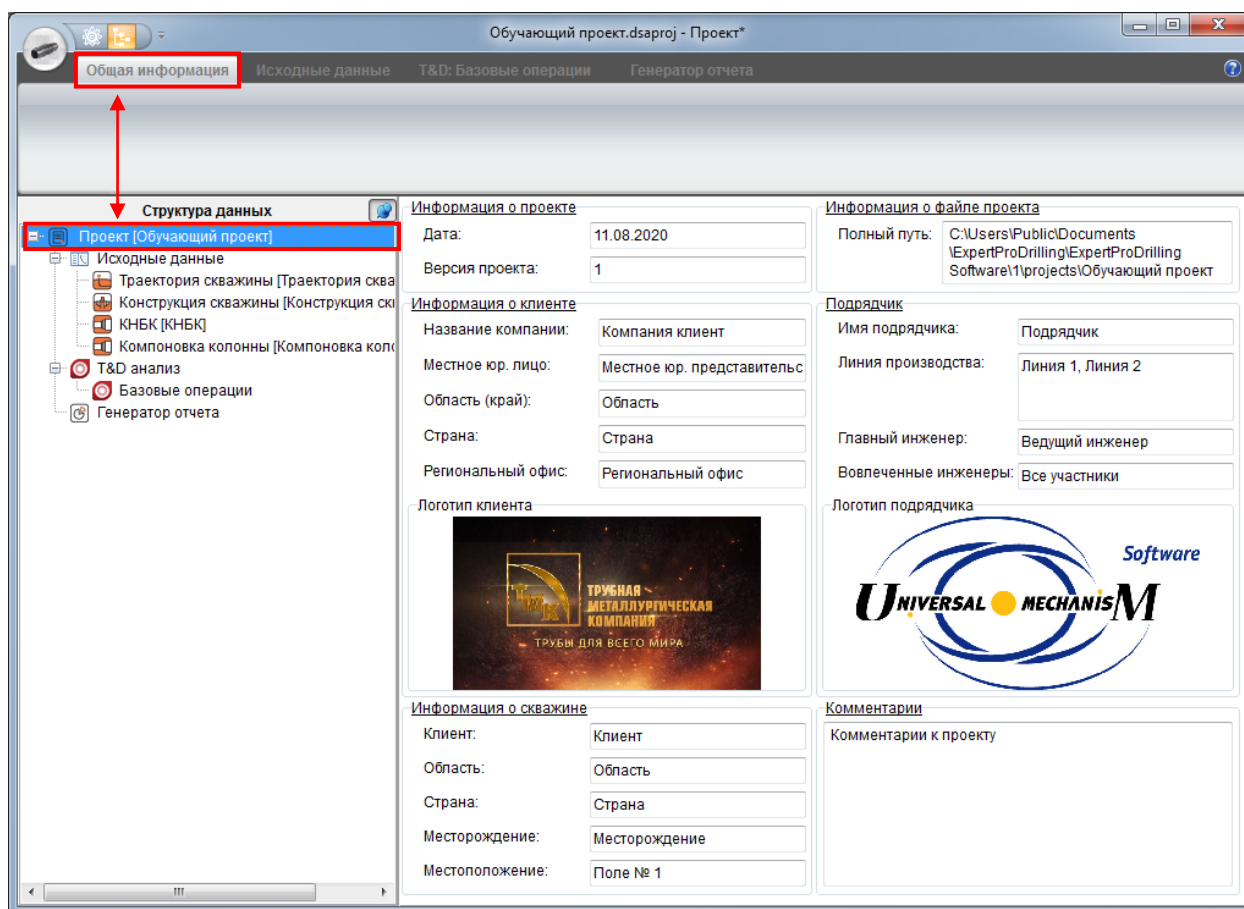 Обучающий проект.dsaproj - Проект*
Общая информация Исходные данные T&D: Базовые операции Генератор отчета
Структура данных
Проект [Обучающий проект]
Исходные данные
Траектория скважины [Траектория сква
Конструкция скважины [Конструкция скв
КНБК [КНБК]
Компоновка колонны [Компоновка коло
T&D анализ
Базовые операции
Генератор отчета
Информация о проекте
Дата: 11.08.2020
Версия проекта: 1
Информация о файле проекта
Полный путь: C:\Users\Public\Documents
\ExpertProDrilling\ExpertProDrilling
Software\1\projects\Обучающий проект
Информация о клиенте
Название компании: Компания клиент
Местное юр. лицо: Местное юр. представительс
Область (край): Область
Страна: Страна
Региональный офис: Региональный офис
Подрядчик
Имя подрядчика: Подрядчик
Линия производства: Линия 1, Линия 2
Главный инженер: Ведущий инженер
Вовлеченные инженеры: Все участники
Логотип клиента
ТМК
ТРУБНАЯ
МЕТАЛЛУРГИЧЕСКАЯ
КОМПАНИЯ
ТРУБЫ ДЛЯ ВСЕГО МИРА
Логотип подрядчика
Software
UNIVERSAL MECHANISM
Информация о скважине
Клиент: Клиент
Область: Область
Страна: Страна
Месторождение: Месторождение
Местоположение: Поле № 1
Комментарии
Комментарии к проекту